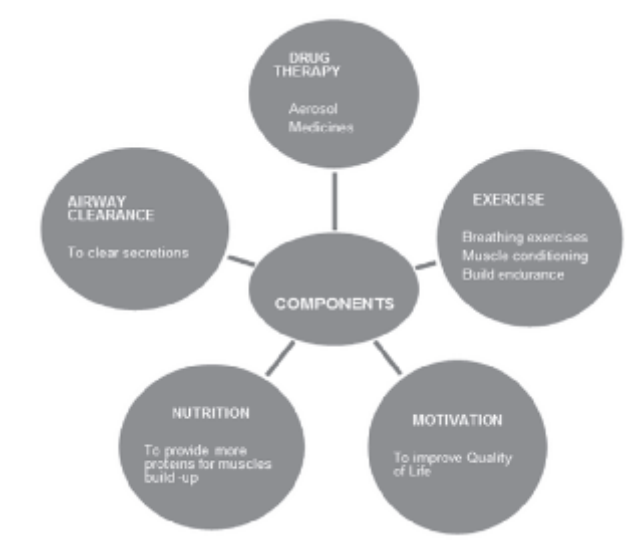 DRUG
THERAPY
Aerosol
Medicines
AIRWAY
CLEARANCE
To clear secretions
EXERCISE
Breathing exercises
Muscle conditioning
Build endurance
COMPONENTS
NUTRITION
To provide more
proteins for muscles
build -up
MOTIVATION
To improve Quality
of Life